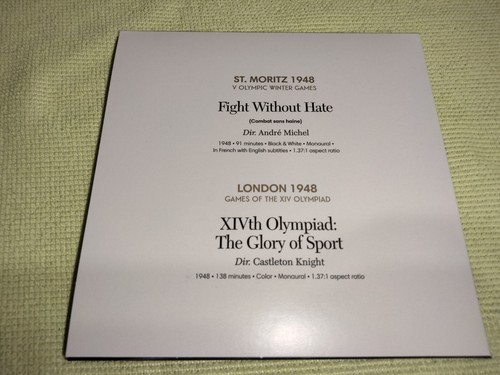 ST. MORITZ 1948
V OLYMPIC WINTER GAMES
Fight Without Hate
(Combat sans haine)
Dir. André Michel
1948 • 91 minutes • Black & White • Monaural •
In French with English subtitles • 1.37:1 aspect ratio
LONDON 1948
GAMES OF THE XIV OLYMPIAD
XIVth Olympiad:
The Glory of Sport
Dir. Castleton Knight
1948 • 138 minutes • Color • Monaural • 1.37:1 aspect ratio